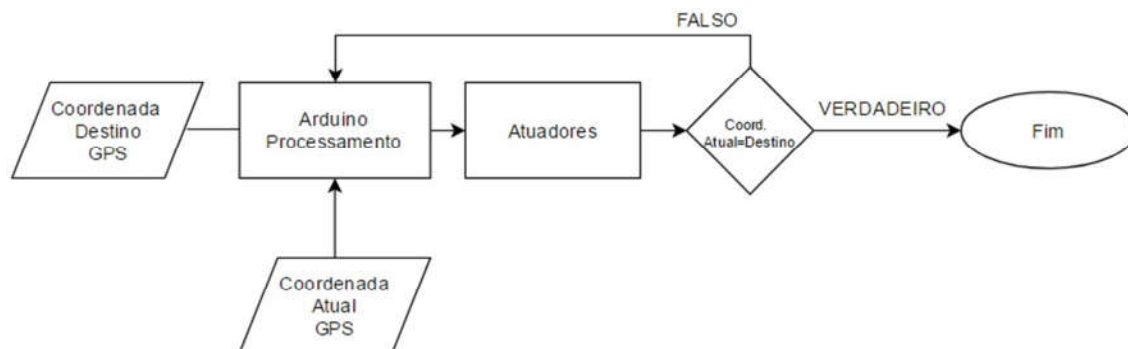 FALSO
Coordenada
Destino
GPS
Arduino
Processamento
Atuadores
Coord.
Atual=Destino
VERDADEIRO
Fim
Coordenada
Atual
GPS